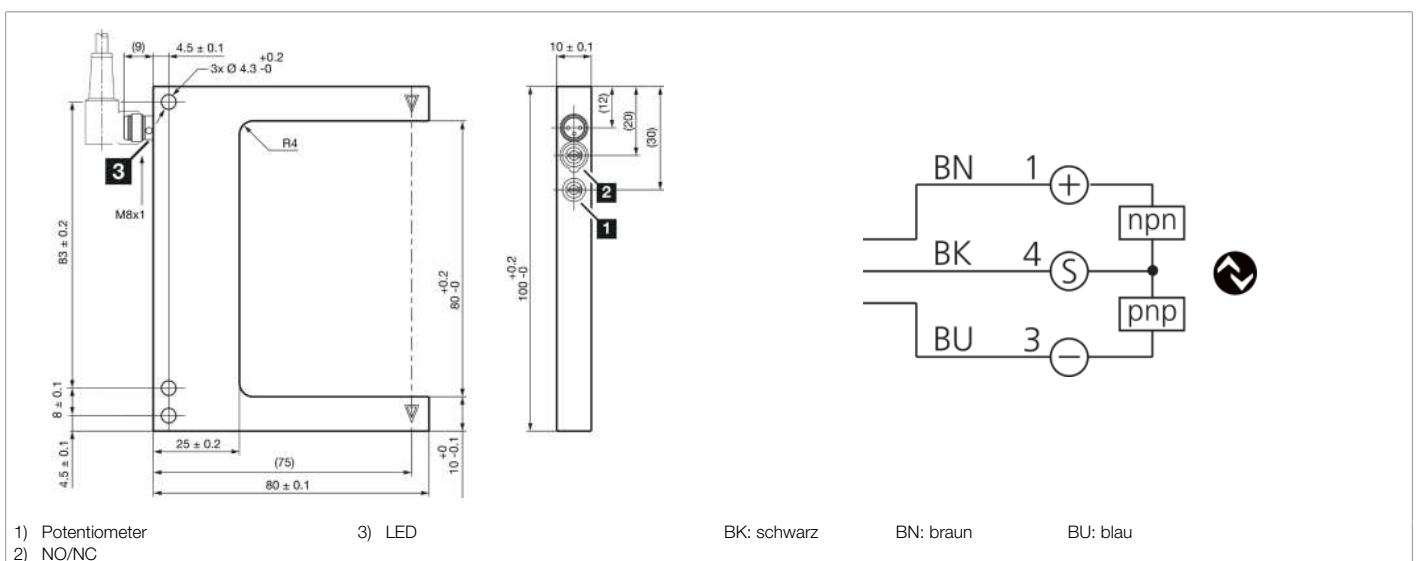 (9)
4.5 ± 0.1
3x Ø 4.3 +0.2 -0
R4
3
M8x1
83 ± 0.2
8 ± 0.1
4.5 ± 0.1
25 ± 0.2
(75)
80 ± 0.1
80 +0.2 -0
10 +0 -0.1
10 ± 0.1
(12)
(20)
(30)
2
1
100 +0.2 -0
BN 1 +
npn
BK 4 S
pnp
BU 3 −
1) Potentiometer 3) LED BK: schwarz BN: braun BU: blau
2) NO/NC